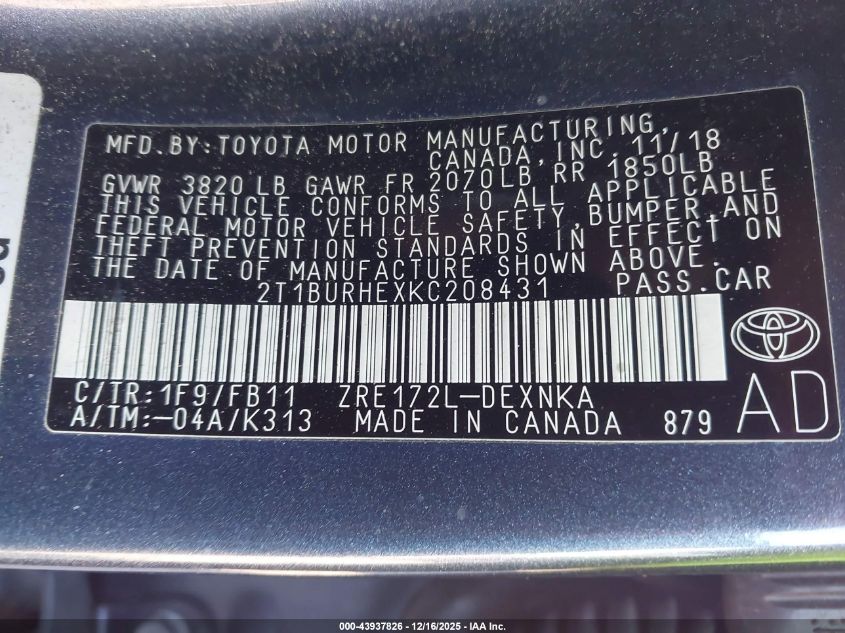 MFD.BY:TOYOTA MOTOR MANUFACTURING,
CANADA,INC. 11/18
GVWR 3820 LB GAWR FR 2070LB,RR 1850LB
THIS VEHICLE CONFORMS TO ALL APPLICABLE
FEDERAL MOTOR VEHICLE SAFETY,BUMPER,AND
THEFT PREVENTION STANDARDS IN EFFECT ON
THE DATE OF MANUFACTURE SHOWN ABOVE.
2T1BURHEXKC208431 PASS.CAR
C/TR:1F9/FB11 ZRE172L-DEXNKA
A/TM:-04A/K313 MADE IN CANADA 879
AD
000-43937826 - 12/16/2025 - IAA Inc.